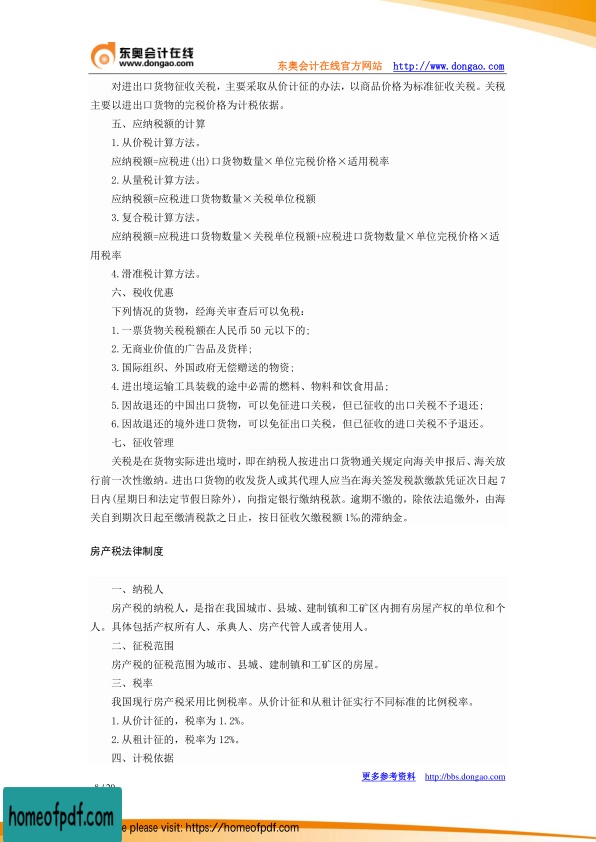 东奥会计在线
www.dongao.com
东奥会计在线官方网站 http://www.dongao.com
对进出口货物征收关税，主要采取从价计征的办法，以商品价格为标准征收关税。关税
主要以进出口货物的完税价格为计税依据。
五、应纳税额的计算
1.从价税计算方法。
应纳税额=应税进(出)口货物数量×单位完税价格×适用税率
2.从量税计算方法。
应纳税额=应税进口货物数量×关税单位税额
3.复合税计算方法。
应纳税额=应税进口货物数量×关税单位税额+应税进口货物数量×单位完税价格×适
用税率
4.滑准税计算方法。
六、税收优惠
下列情况的货物，经海关审查后可以免税：
1.一票货物关税税额在人民币 50 元以下的;
2.无商业价值的广告品及货样;
3.国际组织、外国政府无偿赠送的物资;
4.进出境运输工具装载的途中必需的燃料、物料和饮食用品;
5.因故退还的中国出口货物，可以免征进口关税，但已征收的出口关税不予退还;
6.因故退还的境外进口货物，可以免征出口关税，但已征收的进口关税不予退还。
七、征收管理
关税是在货物实际进出境时，即在纳税人按进出口货物通关规定向海关申报后、海关放
行前一次性缴纳。进出口货物的收发货人或其代理人应当在海关签发税款缴款凭证次日起 7
日内(星期日和法定节假日除外)，向指定银行缴纳税款。逾期不缴的，除依法追缴外，由海
关自到期次日起至缴清税款之日止，按日征收欠缴税额 1‰的滞纳金。
房产税法律制度
一、纳税人
房产税的纳税人，是指在我国城市、县城、建制镇和工矿区内拥有房屋产权的单位和个
人。具体包括产权所有人、承典人、房产代管人或者使用人。
二、征税范围
房产税的征税范围为城市、县城、建制镇和工矿区的房屋。
三、税率
我国现行房产税采用比例税率。从价计征和从租计征实行不同标准的比例税率。
1.从价计征的，税率为 1.2%。
2.从租计征的，税率为 12%。
四、计税依据
更多参考资料 http://bbs.dongao.com
8 / 29
homeofpdf.com
e please visit: https://homeofpdf.com